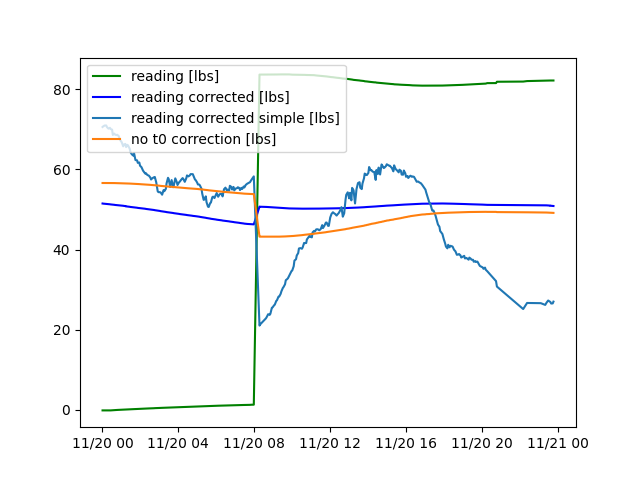 80
60
40
20
0
reading [lbs]
reading corrected [lbs]
reading corrected simple [lbs]
no t0 correction [lbs]
11/20 00 11/20 04 11/20 08 11/20 12 11/20 16 11/20 20 11/21 00